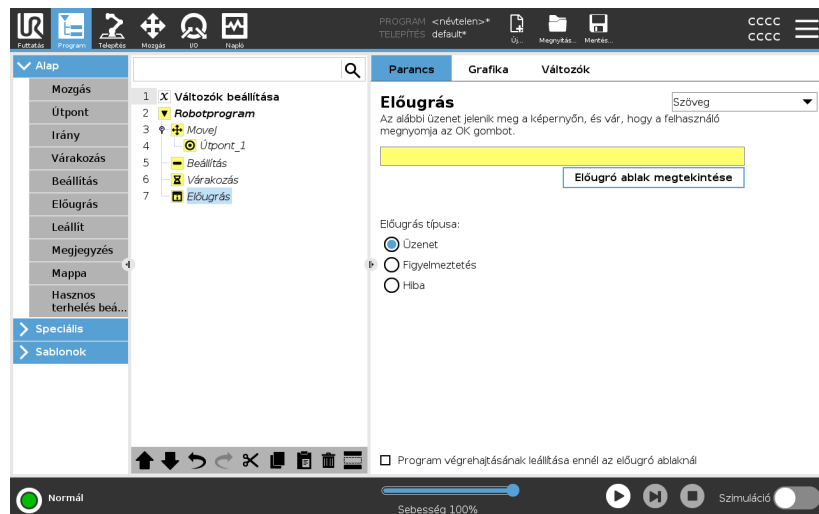 UR
PROGRAM <névtelen>*
TELEPÍTÉS default*
CCCC
CCCC
Futtatás Program Telepítés Mozgás I/O Napló
Új... Megnyitás... Mentés...
Alap
Mozgás
Útpont
Irány
Várakozás
Beállítás
Előugrás
Leállít
Megjegyzés
Mappa
Hasznos
terhelés beá...
Speciális
Sablonok
1 X Változók beállítása
2 Robotprogram
3 MoveJ
4 Útpont_1
5 Beállítás
6 Várakozás
7 Előugrás
Parancs Grafika Változók
Előugrás
Szöveg
Az alábbi üzenet jelenik meg a képernyőn, és vár, hogy a felhasználó
megnyomja az OK gombot.
Előugró ablak megtekintése
Előugrás típusa:
Üzenet
Figyelmeztetés
Hiba
Program végrehajtásának leállítása ennél az előugró ablaknál
Normál
Sebesség 100%
Szimuláció